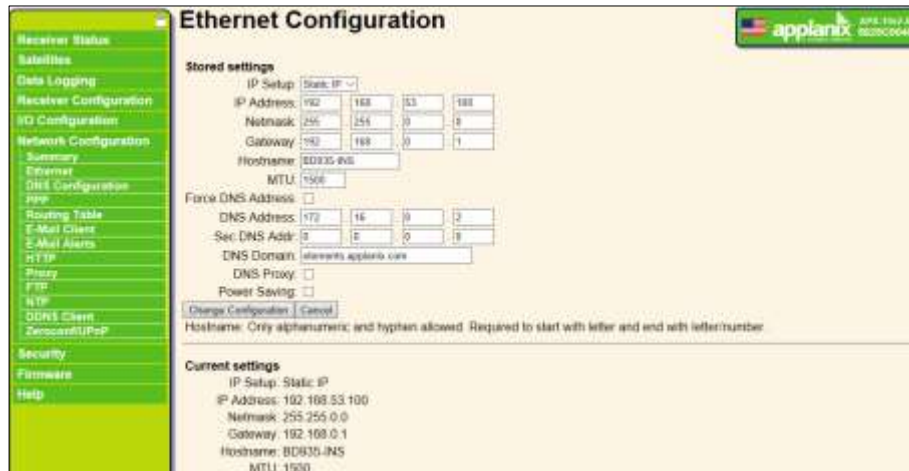 Ethernet Configuration
applanix
Receiver Status
Satellites
Data Logging
Receiver Configuration
I/O Configuration
Network Configuration
Summary
Ethernet
DNS Configuration
PPP
Routing Table
E-Mail Client
E-Mail Alerts
HTTP
Proxy
FTP
NTP
DDNS Client
Zeroconf/UPnP
Security
Firmware
Help
Stored settings
IP Setup: Static IP
IP Address: 192 . 168 . 53 . 100
Netmask: 255 . 255 . 0 . 0
Gateway: 192 . 168 . 0 . 1
Hostname: BD935-INS
MTU: 1500
Force DNS Address:
DNS Address: 172 . 16 . 0 . 2
Sec. DNS Addr: 0 . 0 . 0 . 0
DNS Domain: elements.applanix.com
DNS Proxy:
Power Saving:
Change Configuration Cancel
Hostname: Only alphanumeric and hyphen allowed. Required to start with letter and end with letter/number.
Current settings
IP Setup: Static IP
IP Address: 192.168.53.100
Netmask: 255.255.0.0
Gateway: 192.168.0.1
Hostname: BD935-INS
MTU: 1500